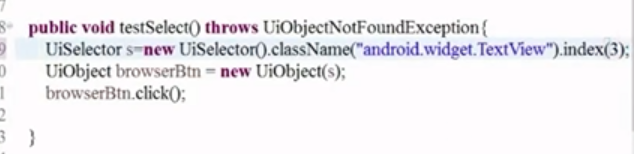 public void testSelect() throws UiObjectNotFoundException{
UiSelector s=new UiSelector().className("android.widget.TextView").index(3);
UiObject browserBtn = new UiObject(s);
browserBtn.click();
}